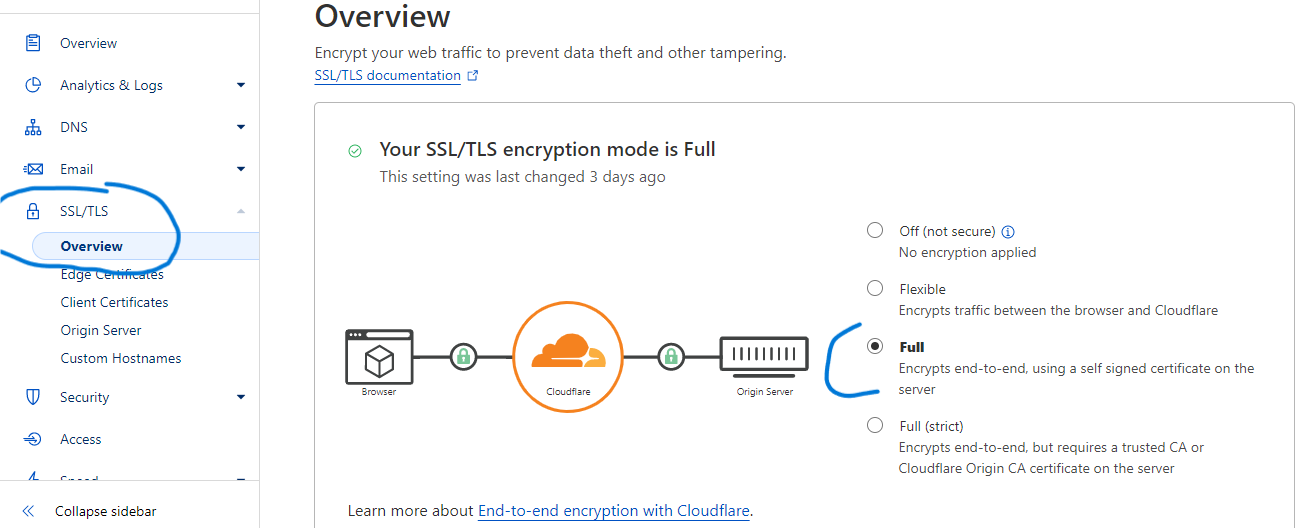 Overview
Analytics & Logs
DNS
Email
SSL/TLS
Overview
Edge Certificates
Client Certificates
Origin Server
Custom Hostnames
Security
Access
Speed
Collapse sidebar
Overview
Encrypt your web traffic to prevent data theft and other tampering.
SSL/TLS documentation
Your SSL/TLS encryption mode is Full
This setting was last changed 3 days ago
Browser
Cloudflare
Origin Server
Off (not secure)
No encryption applied
Flexible
Encrypts traffic between the browser and Cloudflare
Full
Encrypts end-to-end, using a self signed certificate on the
server
Full (strict)
Encrypts end-to-end, but requires a trusted CA or
Cloudflare Origin CA certificate on the server
Learn more about End-to-end encryption with Cloudflare.